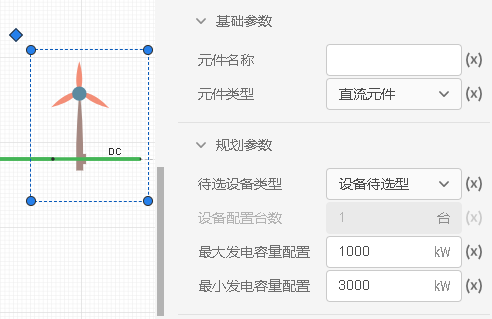 基础参数
元件名称 (x)
元件类型 直流元件 (x)
DC
规划参数
待选设备类型 设备待选型 (x)
设备配置台数 1 台 (x)
最大发电容量配置 1000 kW (x)
最小发电容量配置 3000 kW (x)